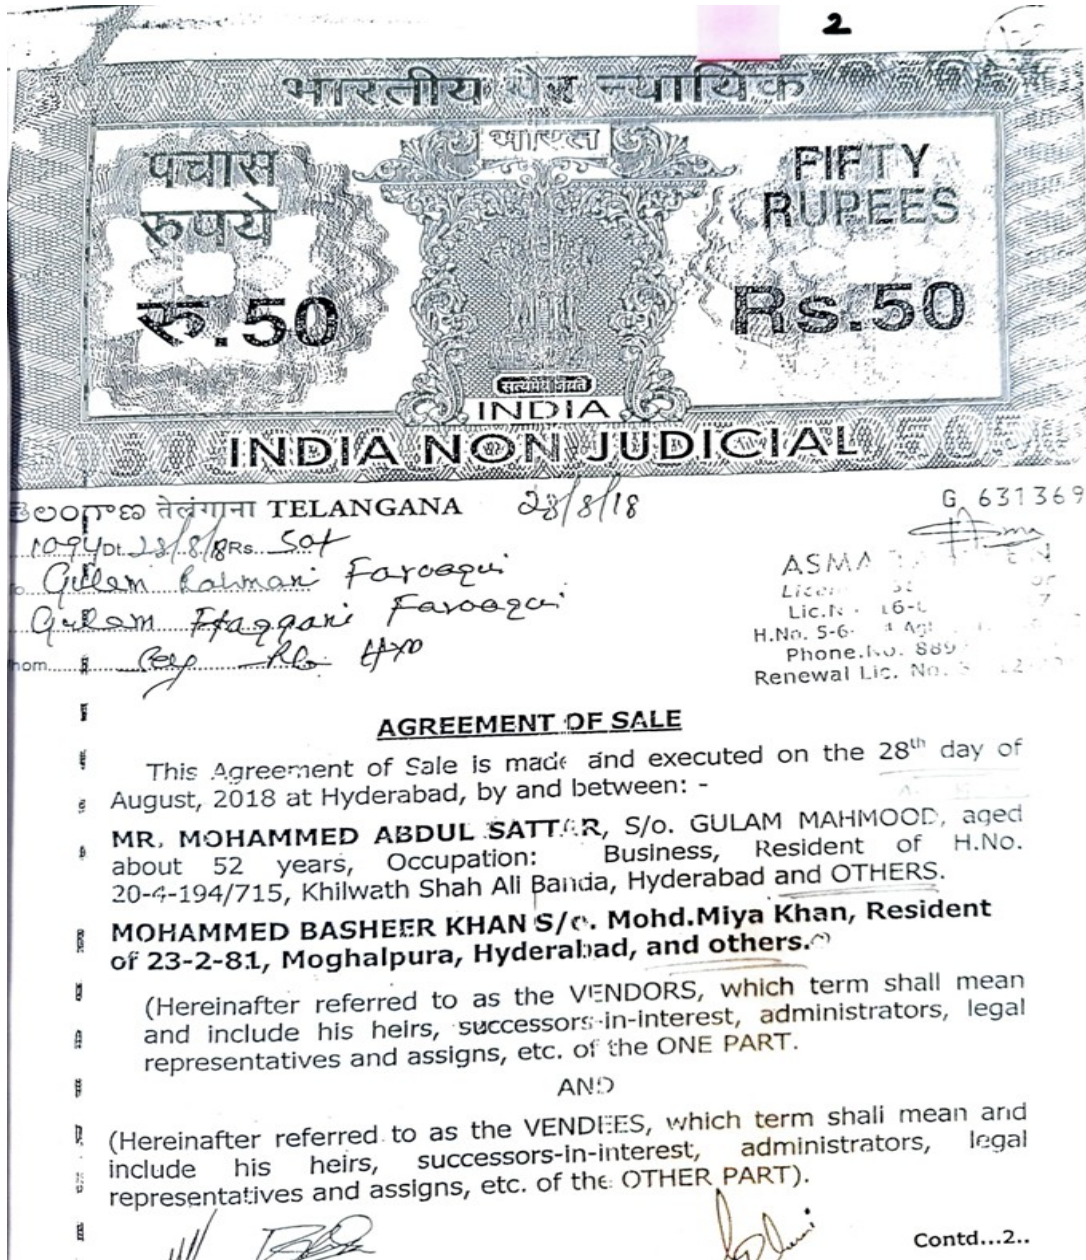 2
भारतीय गैर न्यायिक
भारत
पचास
रुपये
रु.50
FIFTY
RUPEES
Rs.50
सत्यमेव जयते
INDIA
INDIA NON JUDICIAL
తెలంగాణ तेलंगाना TELANGANA 28/8/18 G 631369
1094 Dt. 28/8/18 Rs. 50/
Gulam Rahmani Farooqui
Gulam Haqqani Farooqui
R/o. HYD
ASMA
Lic.N
H.No. 5-6-
Phone.No. 889
Renewal Lic. No.
AGREEMENT OF SALE
This Agreement of Sale is made and executed on the 28th day of
August, 2018 at Hyderabad, by and between: -
MR. MOHAMMED ABDUL SATTAR, S/o. GULAM MAHMOOD, aged
about 52 years, Occupation: Business, Resident of H.No.
20-4-194/715, Khilwath Shah Ali Banda, Hyderabad and OTHERS.
MOHAMMED BASHEER KHAN S/o. Mohd.Miya Khan, Resident
of 23-2-81, Moghalpura, Hyderabad, and others.
(Hereinafter referred to as the VENDORS, which term shall mean
and include his heirs, successors-in-interest, administrators, legal
representatives and assigns, etc. of the ONE PART.
AND
(Hereinafter referred to as the VENDEES, which term shall mean and
include his heirs, successors-in-interest, administrators, legal
representatives and assigns, etc. of the OTHER PART).
Contd...2..